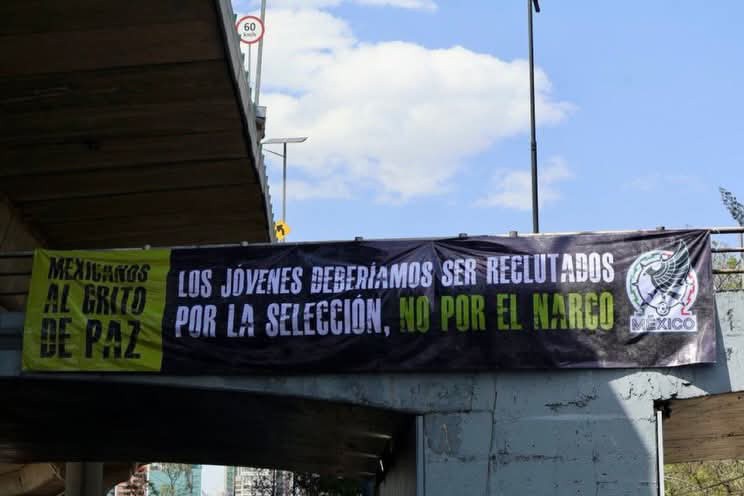 60
km/h
MEXICANOS
AL GRITO
DE PAZ
LOS JÓVENES DEBERÍAMOS SER RECLUTADOS
POR LA SELECCIÓN, NO POR EL NARCO
MÉXICO